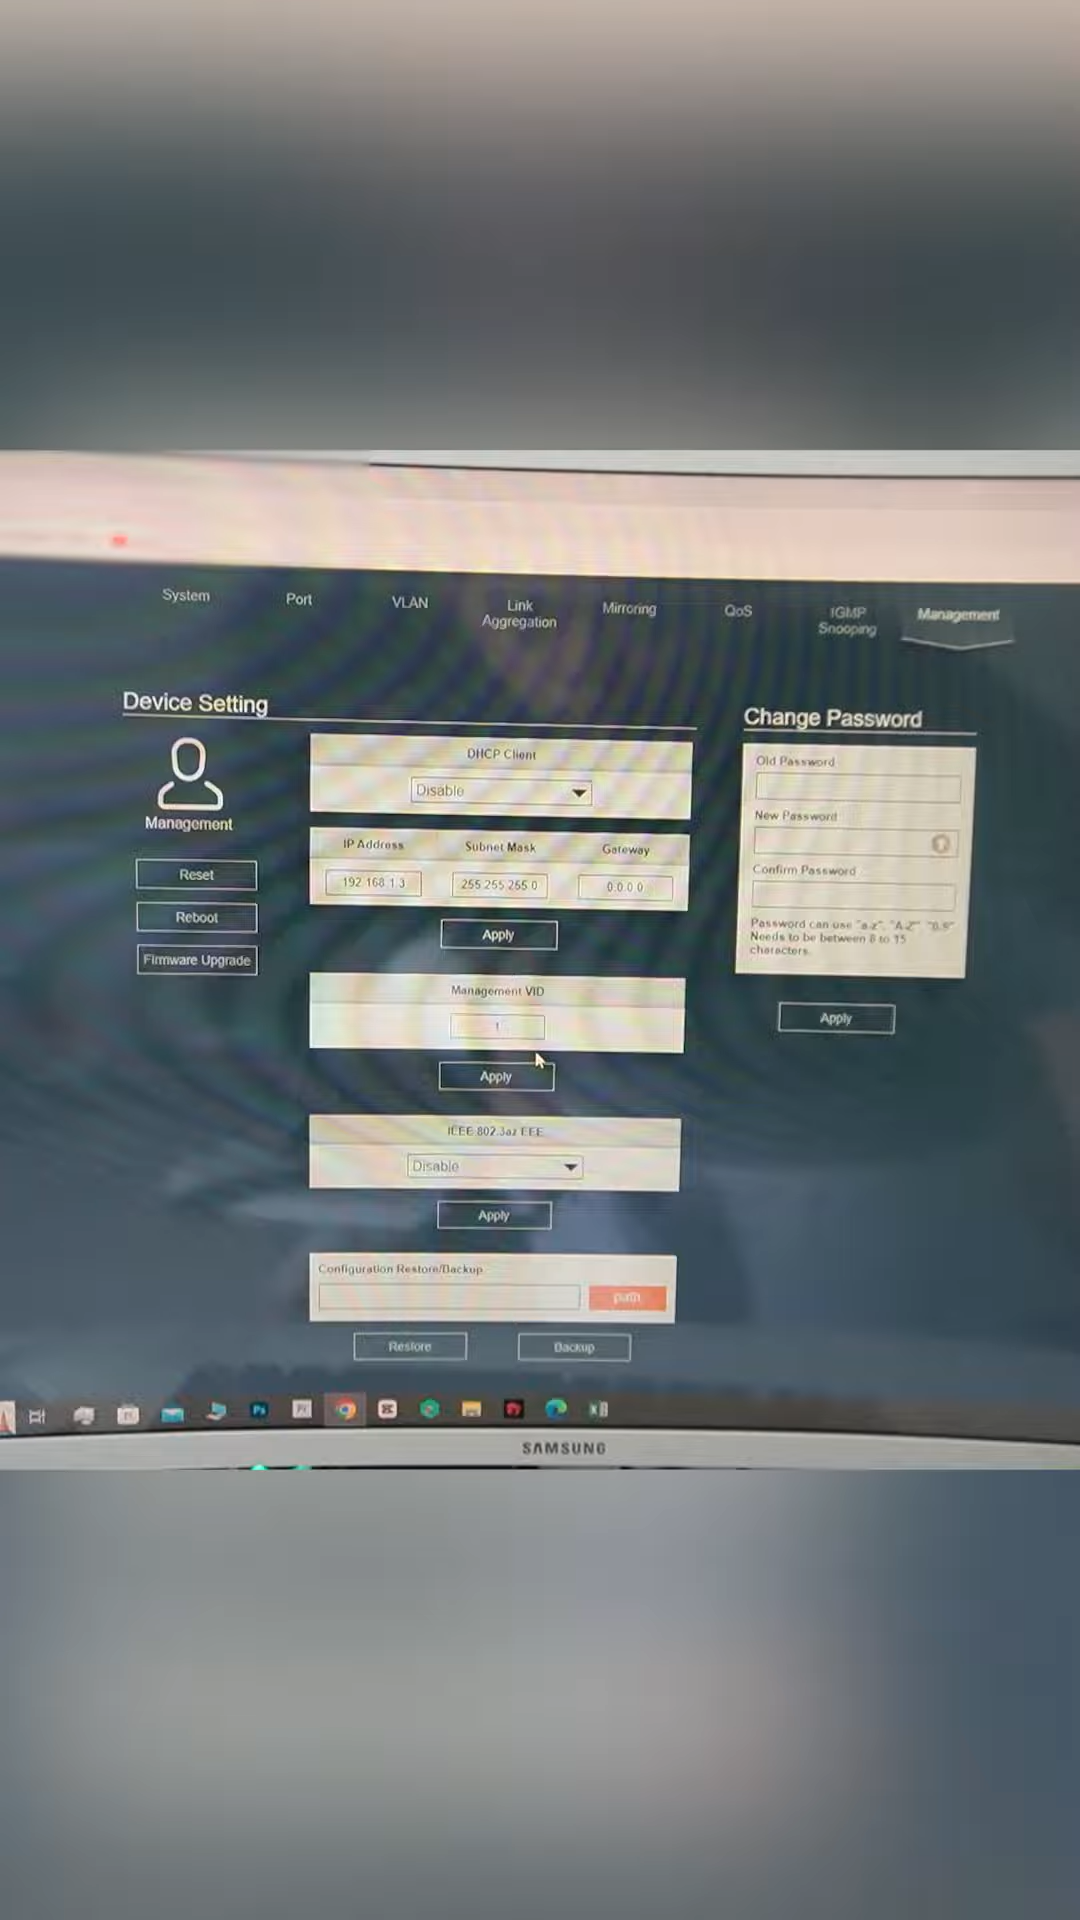 System
Port
VLAN
Link
Aggregation
Mirroring
QoS
IGMP
Snooping
Management
Device Setting
Management
Reset
Reboot
Firmware Upgrade
DHCP Client
Disable
IP Address
Subnet Mask
Gateway
192.168.1.3
255.255.255.0
0.0.0.0
Apply
Management VID
1
Apply
IEEE 802.3az EEE
Disable
Apply
Configuration Restore/Backup
path
Restore
Backup
Change Password
Old Password
New Password
Confirm Password
Password can use "a-z", "A-Z", "0-9"
Needs to be between 8 to 15
characters.
Apply
Ps
SAMSUNG